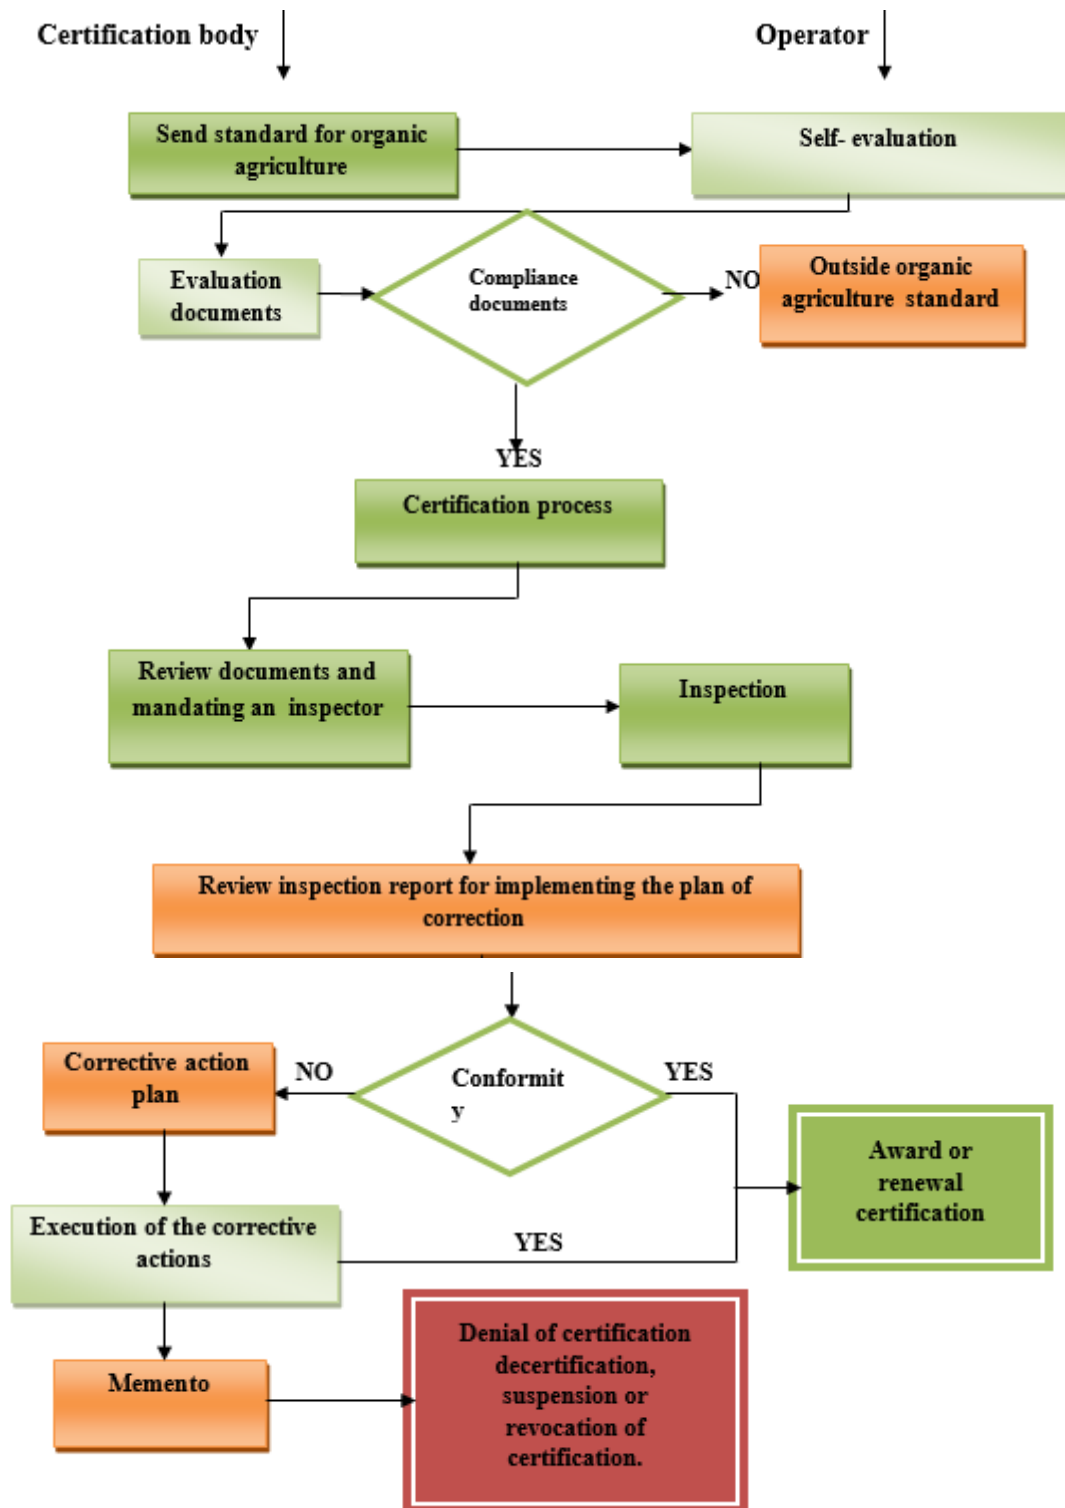 Certification body
Operator
Send standard for organic
agriculture
Self- evaluation
Evaluation
documents
Compliance
documents
NO
Outside organic
agriculture standard
YES
Certification process
Review documents and
mandating an inspector
Inspection
Review inspection report for implementing the plan of
correction
Corrective action
plan
NO
Conformit
y
YES
Award or
renewal
certification
Execution of the corrective
actions
YES
Memento
Denial of certification
decertification,
suspension or
revocation of
certification.